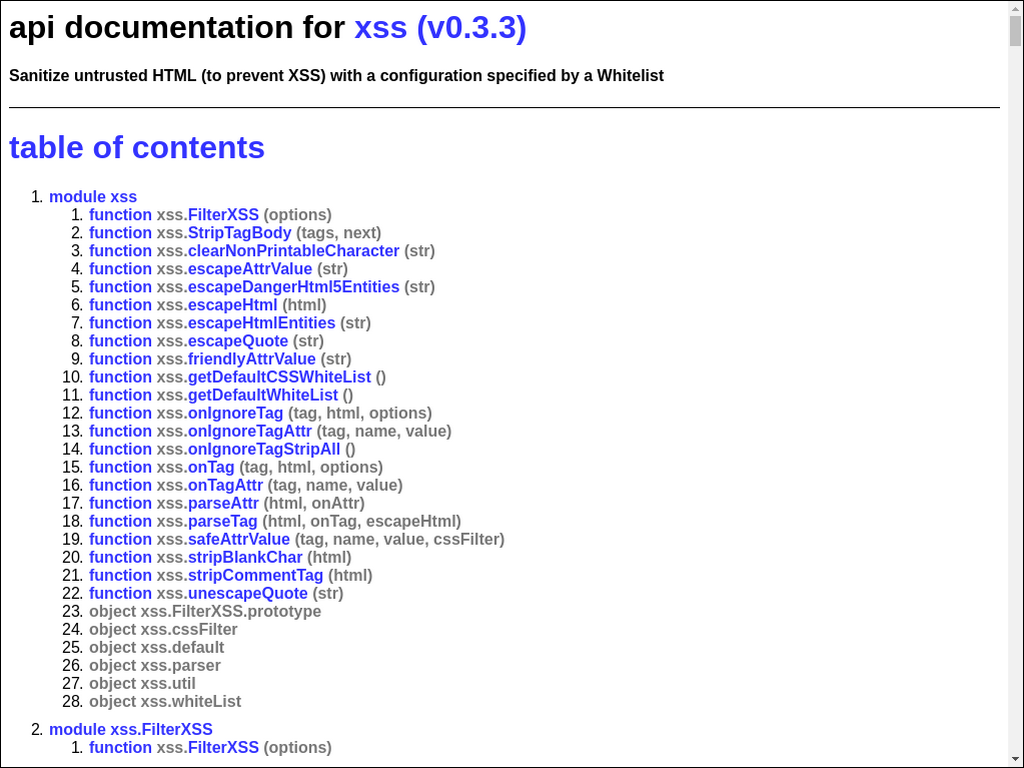 api documentation for xss (v0.3.3)
Sanitize untrusted HTML (to prevent XSS) with a configuration specified by a Whitelist
table of contents
1. module xss
1. function xss.FilterXSS (options)
2. function xss.StripTagBody (tags, next)
3. function xss.clearNonPrintableCharacter (str)
4. function xss.escapeAttrValue (str)
5. function xss.escapeDangerHtml5Entities (str)
6. function xss.escapeHtml (html)
7. function xss.escapeHtmlEntities (str)
8. function xss.escapeQuote (str)
9. function xss.friendlyAttrValue (str)
10. function xss.getDefaultCSSWhiteList ()
11. function xss.getDefaultWhiteList ()
12. function xss.onIgnoreTag (tag, html, options)
13. function xss.onIgnoreTagAttr (tag, name, value)
14. function xss.onIgnoreTagStripAll ()
15. function xss.onTag (tag, html, options)
16. function xss.onTagAttr (tag, name, value)
17. function xss.parseAttr (html, onAttr)
18. function xss.parseTag (html, onTag, escapeHtml)
19. function xss.safeAttrValue (tag, name, value, cssFilter)
20. function xss.stripBlankChar (html)
21. function xss.stripCommentTag (html)
22. function xss.unescapeQuote (str)
23. object xss.FilterXSS.prototype
24. object xss.cssFilter
25. object xss.default
26. object xss.parser
27. object xss.util
28. object xss.whiteList
2. module xss.FilterXSS
1. function xss.FilterXSS (options)